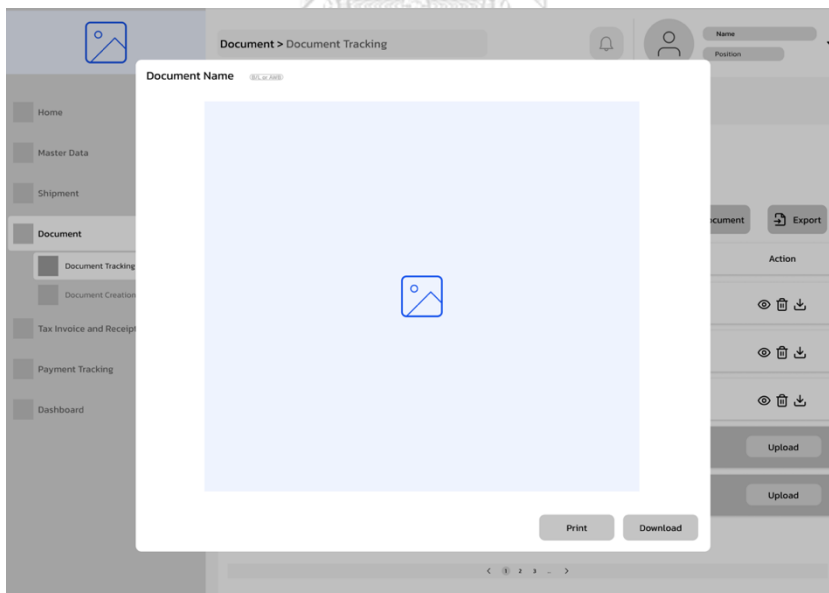 Document > Document Tracking
Name
Position
Document Name B/L or AWB
Home
Master Data
Shipment
Document
Document Tracking
Document Creation
Tax Invoice and Receipt
Payment Tracking
Dashboard
ocument
Export
Action
Upload
Upload
Print
Download
< 1 2 3 ... >